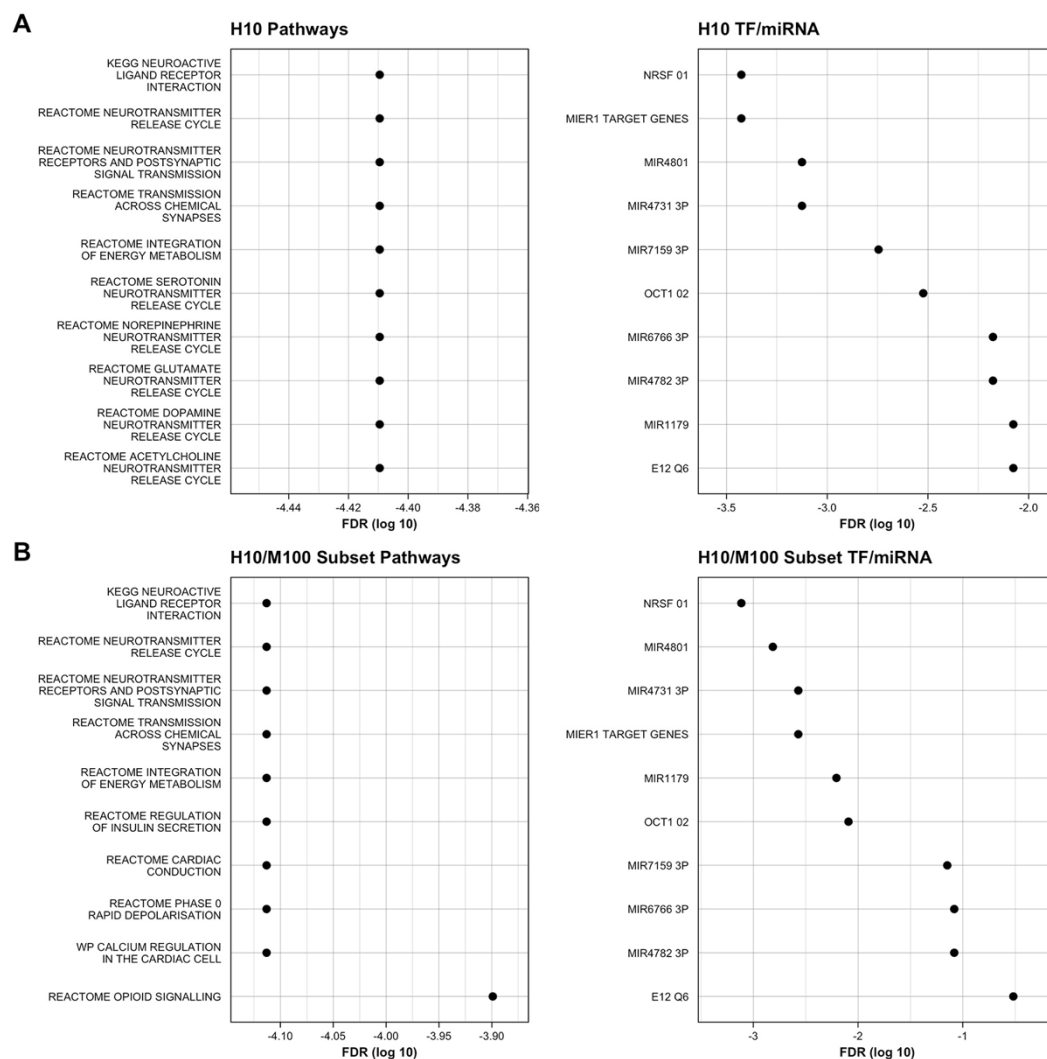 A
H10 Pathways
KEGG NEUROACTIVE
LIGAND RECEPTOR
INTERACTION
REACTOME NEUROTRANSMITTER
RELEASE CYCLE
REACTOME NEUROTRANSMITTER
RECEPTORS AND POSTSYNAPTIC
SIGNAL TRANSMISSION
REACTOME TRANSMISSION
ACROSS CHEMICAL
SYNAPSES
REACTOME INTEGRATION
OF ENERGY METABOLISM
REACTOME SEROTONIN
NEUROTRANSMITTER
RELEASE CYCLE
REACTOME NOREPINEPHRINE
NEUROTRANSMITTER
RELEASE CYCLE
REACTOME GLUTAMATE
NEUROTRANSMITTER
RELEASE CYCLE
REACTOME DOPAMINE
NEUROTRANSMITTER
RELEASE CYCLE
REACTOME ACETYLCHOLINE
NEUROTRANSMITTER
RELEASE CYCLE
-4.44 -4.42 -4.40 -4.38 -4.36
FDR (log 10)
H10 TF/miRNA
NRSF 01
MIER1 TARGET GENES
MIR4801
MIR4731 3P
MIR7159 3P
OCT1 02
MIR6766 3P
MIR4782 3P
MIR1179
E12 Q6
-3.5 -3.0 -2.5 -2.0
FDR (log 10)
B
H10/M100 Subset Pathways
KEGG NEUROACTIVE
LIGAND RECEPTOR
INTERACTION
REACTOME NEUROTRANSMITTER
RELEASE CYCLE
REACTOME NEUROTRANSMITTER
RECEPTORS AND POSTSYNAPTIC
SIGNAL TRANSMISSION
REACTOME TRANSMISSION
ACROSS CHEMICAL
SYNAPSES
REACTOME INTEGRATION
OF ENERGY METABOLISM
REACTOME REGULATION
OF INSULIN SECRETION
REACTOME CARDIAC
CONDUCTION
REACTOME PHASE 0
RAPID DEPOLARISATION
WP CALCIUM REGULATION
IN THE CARDIAC CELL
REACTOME OPIOID SIGNALLING
-4.10 -4.05 -4.00 -3.95 -3.90
FDR (log 10)
H10/M100 Subset TF/miRNA
NRSF 01
MIR4801
MIR4731 3P
MIER1 TARGET GENES
MIR1179
OCT1 02
MIR7159 3P
MIR6766 3P
MIR4782 3P
E12 Q6
-3 -2 -1
FDR (log 10)